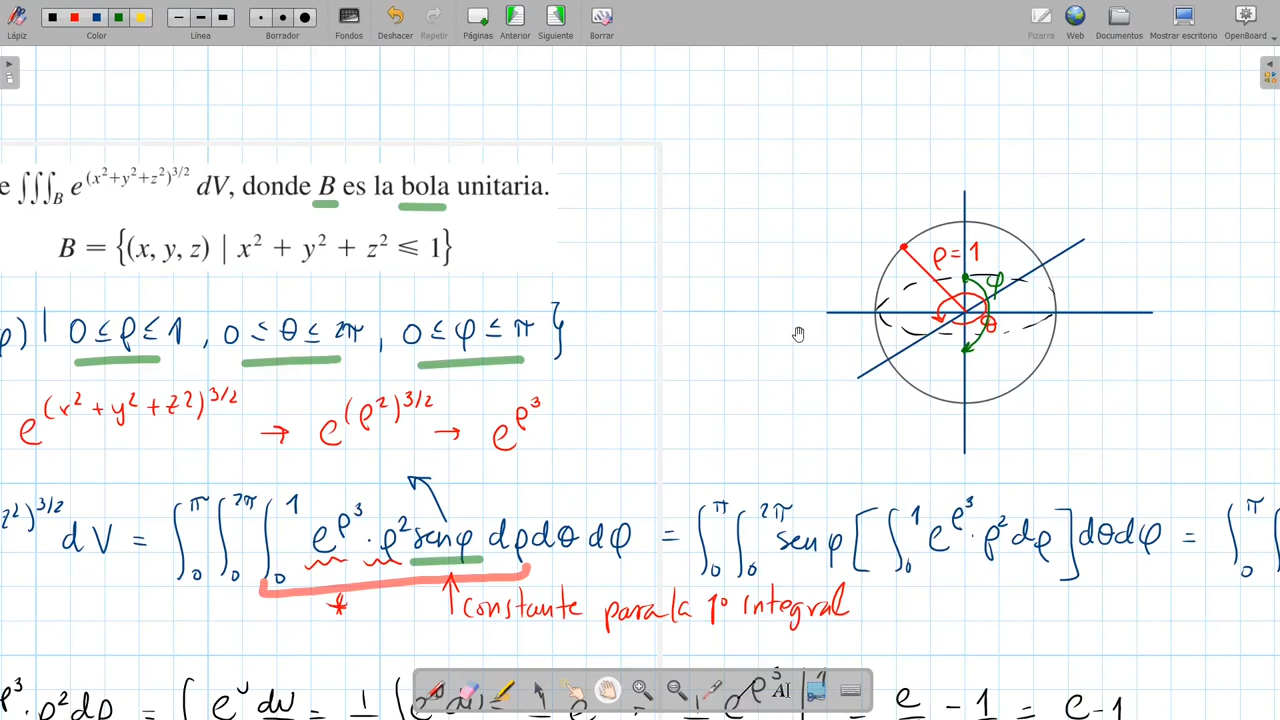 Lápiz Color Línea Borrador Fondos Deshacer Repetir Páginas Anterior Siguiente Borrar Pizarra Web Documentos Mostrar escritorio OpenBoard
e ∭_B e^{(x²+y²+z²)^{3/2}} dV, donde B es la bola unitaria.
B = {(x, y, z) | x² + y² + z² ⩽ 1}
ρ=1
φ
θ
φ) | 0 ≤ ρ ≤ 1 , 0 ≤ θ ≤ 2π , 0 ≤ φ ≤ π }
e^{(x² + y² + z²)^{3/2}} → e^{(ρ²)^{3/2}} → e^{ρ³}
z²)^{3/2} dV = ∫₀^π ∫₀^{2π} ∫₀^1 e^{ρ³} · ρ² sen φ dρ dθ dφ = ∫₀^π ∫₀^{2π} sen φ [ ∫₀^1 e^{ρ³} · ρ² dρ ] dθ dφ = ∫₀^π
* constante para la 1º integral